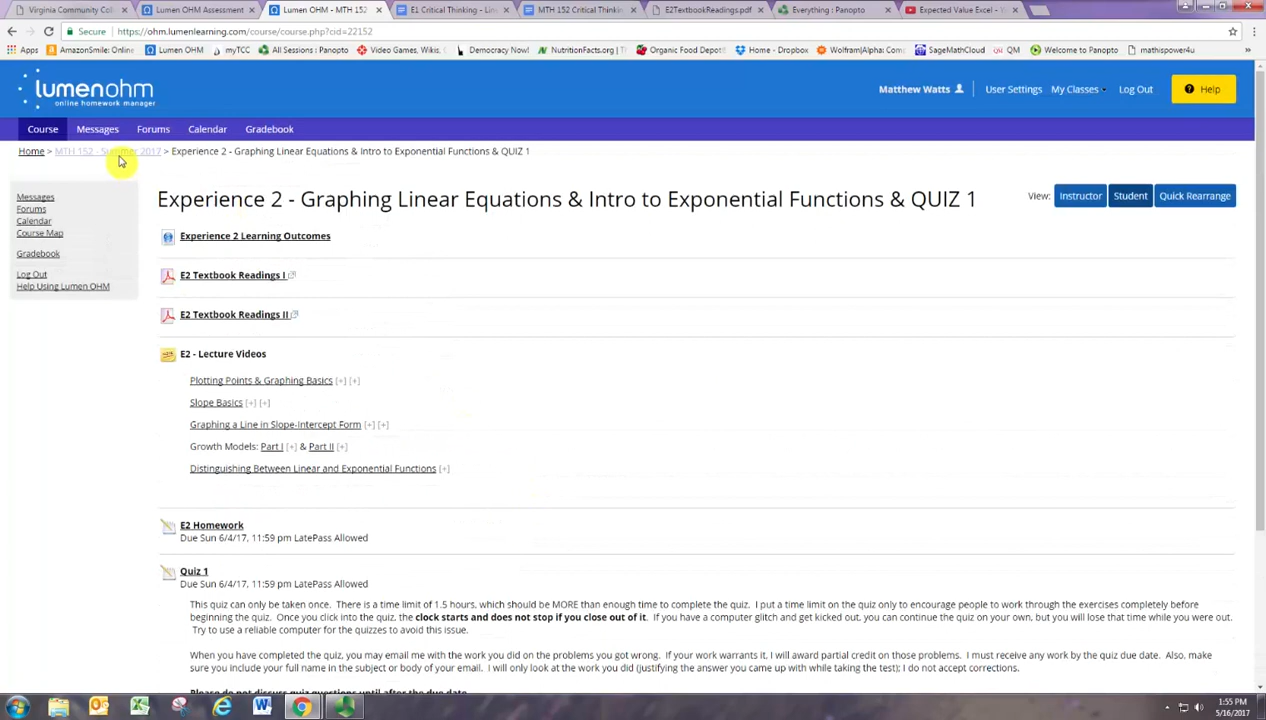 Virginia Community Coll
Lumen OHM Assessment
Lumen OHM - MTH 152
E1 Critical Thinking - Lin
MTH 152 Critical Thinkin
E2TextbookReadings.pdf
Everything : Panopto
Expected Value Excel - Y
Secure
https://ohm.lumenlearning.com/course/course.php?cid=22152
Apps
AmazonSmile: Online
Lumen OHM
myTCC
All Sessions : Panopto
Video Games, Wikis,
Democracy Now!
NutritionFacts.org | T
Organic Food Depot
Home - Dropbox
Wolfram|Alpha: Com
SageMathCloud
QM
Welcome to Panopto
mathispower4u
lumenohm
online homework manager
Matthew Watts
User Settings
My Classes
Log Out
Help
Course
Messages
Forums
Calendar
Gradebook
Home > MTH 152 - Summer 2017 > Experience 2 - Graphing Linear Equations & Intro to Exponential Functions & QUIZ 1
Messages
Forums
Calendar
Course Map
Gradebook
Log Out
Help Using Lumen OHM
Experience 2 - Graphing Linear Equations & Intro to Exponential Functions & QUIZ 1
View:
Instructor
Student
Quick Rearrange
Experience 2 Learning Outcomes
E2 Textbook Readings I
E2 Textbook Readings II
E2 - Lecture Videos
Plotting Points & Graphing Basics [+] [+]
Slope Basics [+] [+]
Graphing a Line in Slope-Intercept Form [+] [+]
Growth Models: Part I [+] & Part II [+]
Distinguishing Between Linear and Exponential Functions [+]
E2 Homework
Due Sun 6/4/17, 11:59 pm LatePass Allowed
Quiz 1
Due Sun 6/4/17, 11:59 pm LatePass Allowed
This quiz can only be taken once. There is a time limit of 1.5 hours, which should be MORE than enough time to complete the quiz. I put a time limit on the quiz only to encourage people to work through the exercises completely before
beginning the quiz. Once you click into the quiz, the clock starts and does not stop if you close out of it. If you have a computer glitch and get kicked out, you can continue the quiz on your own, but you will lose that time while you were out.
Try to use a reliable computer for the quizzes to avoid this issue.
When you have completed the quiz, you may email me with the work you did on the problems you got wrong. If your work warrants it, I will award partial credit on those problems. I must receive any work by the quiz due date. Also, make
sure you include your full name in the subject or body of your email. I will only look at the work you did (justifying the answer you came up with while taking the test); I do not accept corrections.
Please do not discuss quiz questions until after the due date
1:55 PM
5/16/2017